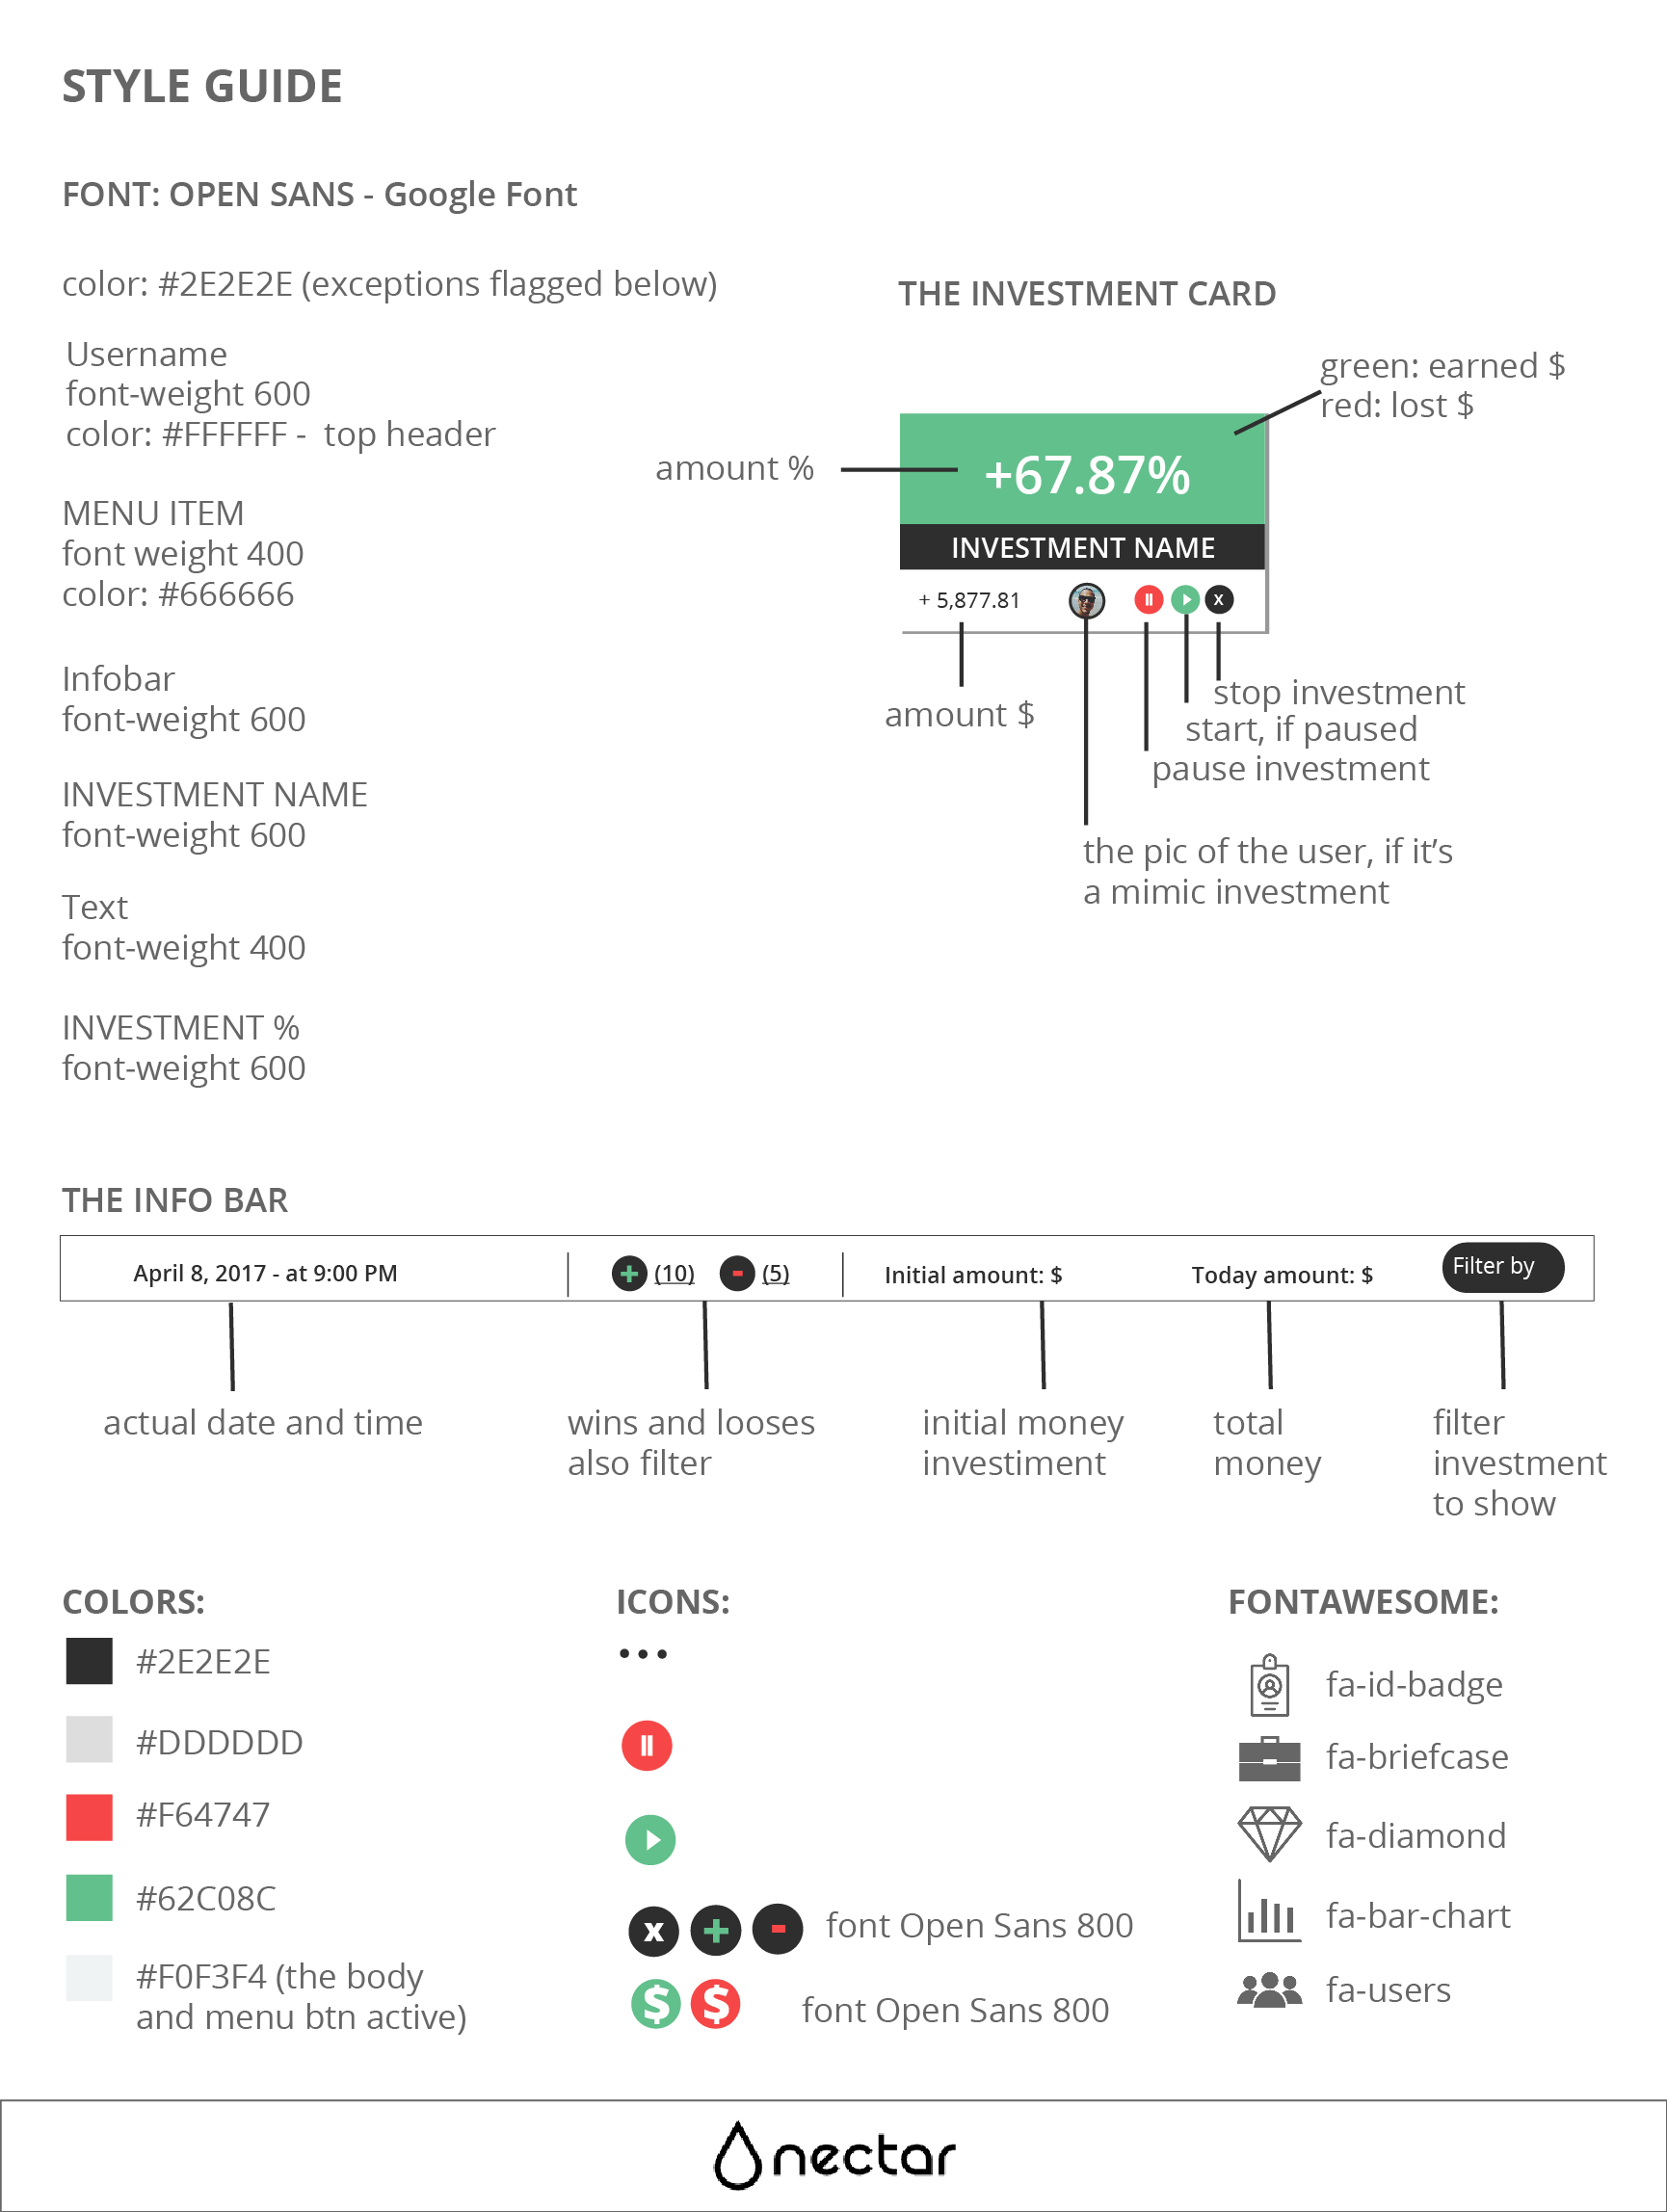 STYLE GUIDE
FONT: OPEN SANS - Google Font
color: #2E2E2E (exceptions flagged below)
Username
font-weight 600
color: #FFFFFF -  top header
MENU ITEM
font weight 400
color: #666666
Infobar
font-weight 600
INVESTMENT NAME
font-weight 600
Text
font-weight 400
INVESTMENT %
font-weight 600
THE INVESTMENT CARD
green: earned $
red: lost $
amount %
+67.87%
INVESTMENT NAME
+ 5,877.81
x
amount $
stop investment
start, if paused
pause investment
the pic of the user, if it's
a mimic investment
THE INFO BAR
April 8, 2017 - at 9:00 PM
+ (10) - (5)
Initial amount: $
Today amount: $
Filter by
actual date and time
wins and looses
also filter
initial money
investiment
total
money
filter
investment
to show
COLORS:
#2E2E2E
#DDDDDD
#F64747
#62C08C
#F0F3F4 (the body
and menu btn active)
ICONS:
...
x + - font Open Sans 800
$ $ font Open Sans 800
FONTAWESOME:
fa-id-badge
fa-briefcase
fa-diamond
fa-bar-chart
fa-users
nectar